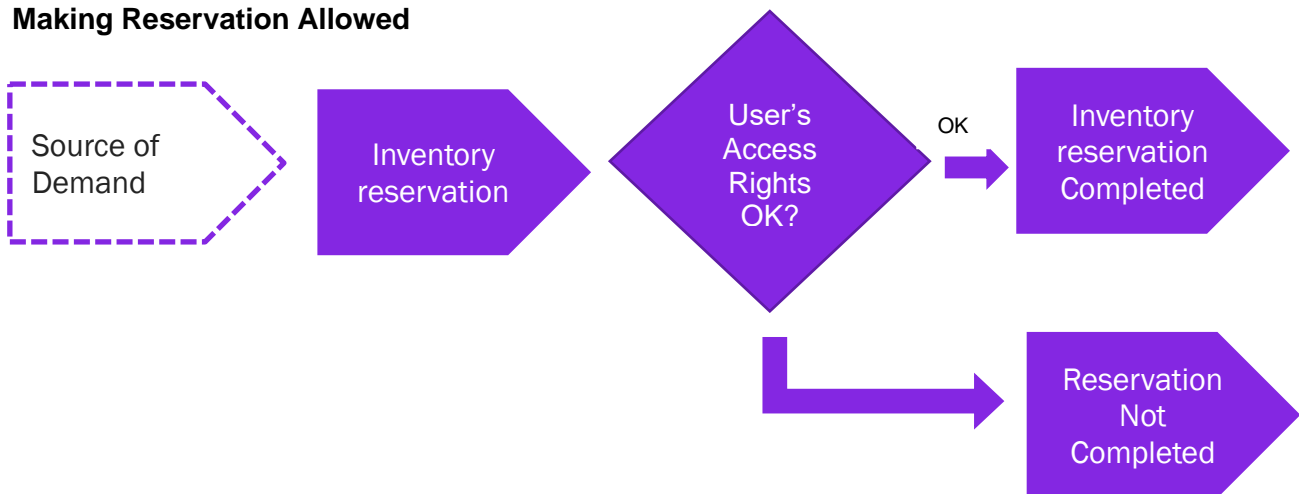 Making Reservation Allowed
Source of
Demand
Inventory
reservation
User's
Access
Rights
OK?
OK
Inventory
reservation
Completed
Reservation
Not
Completed